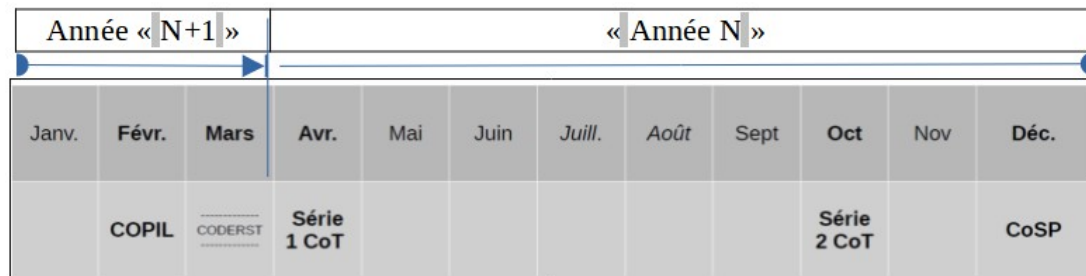 Année « N+1 » « Année N »
Janv. Févr. Mars Avr. Mai Juin Juill. Août Sept Oct Nov Déc.
COPIL CODERST Série 1 CoT Série 2 CoT CoSP